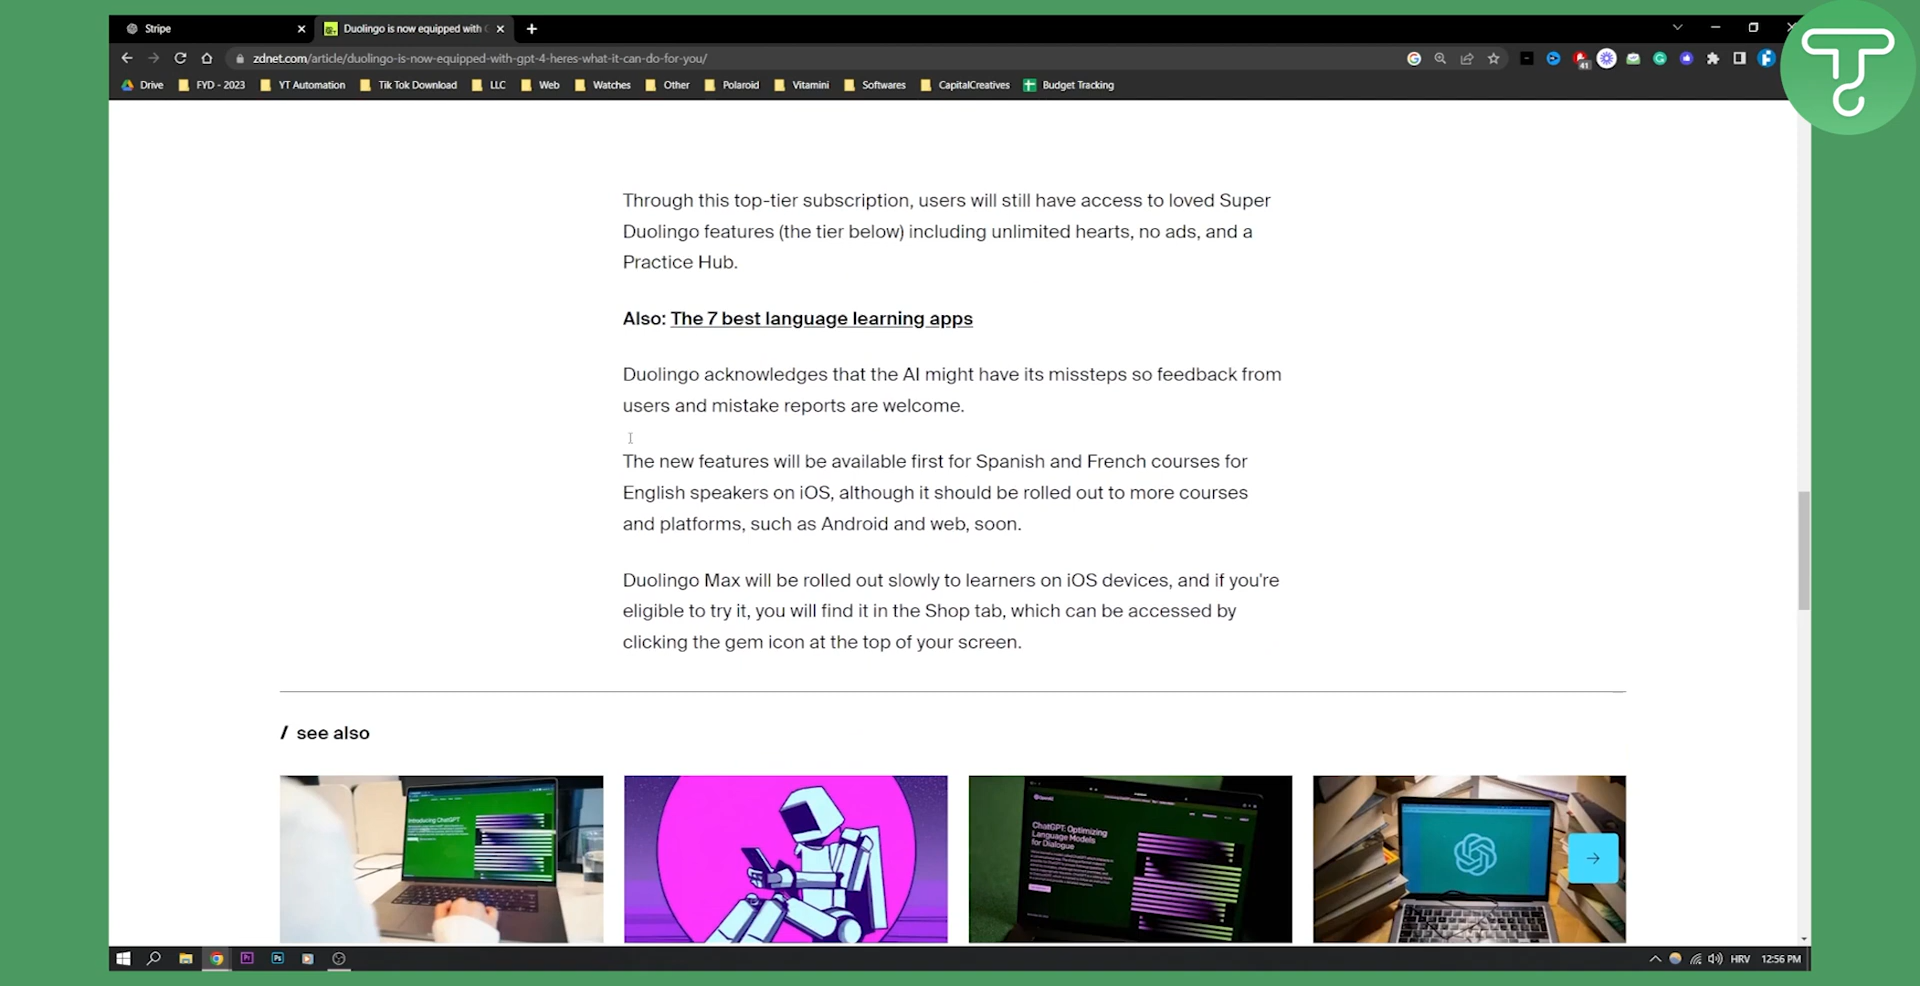 Stripe
Duolingo is now equipped with
zdnet.com/article/duolingo-is-now-equipped-with-gpt-4-heres-what-it-can-do-for-you/
41
Drive FYD - 2023 YT Automation Tik Tok Download LLC Web Watches Other Polaroid Vitamini Softwares CapitalCreatives Budget Tracking
Through this top-tier subscription, users will still have access to loved Super
Duolingo features (the tier below) including unlimited hearts, no ads, and a
Practice Hub.
Also: The 7 best language learning apps
Duolingo acknowledges that the AI might have its missteps so feedback from
users and mistake reports are welcome.
The new features will be available first for Spanish and French courses for
English speakers on iOS, although it should be rolled out to more courses
and platforms, such as Android and web, soon.
Duolingo Max will be rolled out slowly to learners on iOS devices, and if you're
eligible to try it, you will find it in the Shop tab, which can be accessed by
clicking the gem icon at the top of your screen.
/ see also
Introducing ChatGPT
ChatGPT: Optimizing
Language Models
for Dialogue
Pr
Ps
HRV 12:56 PM